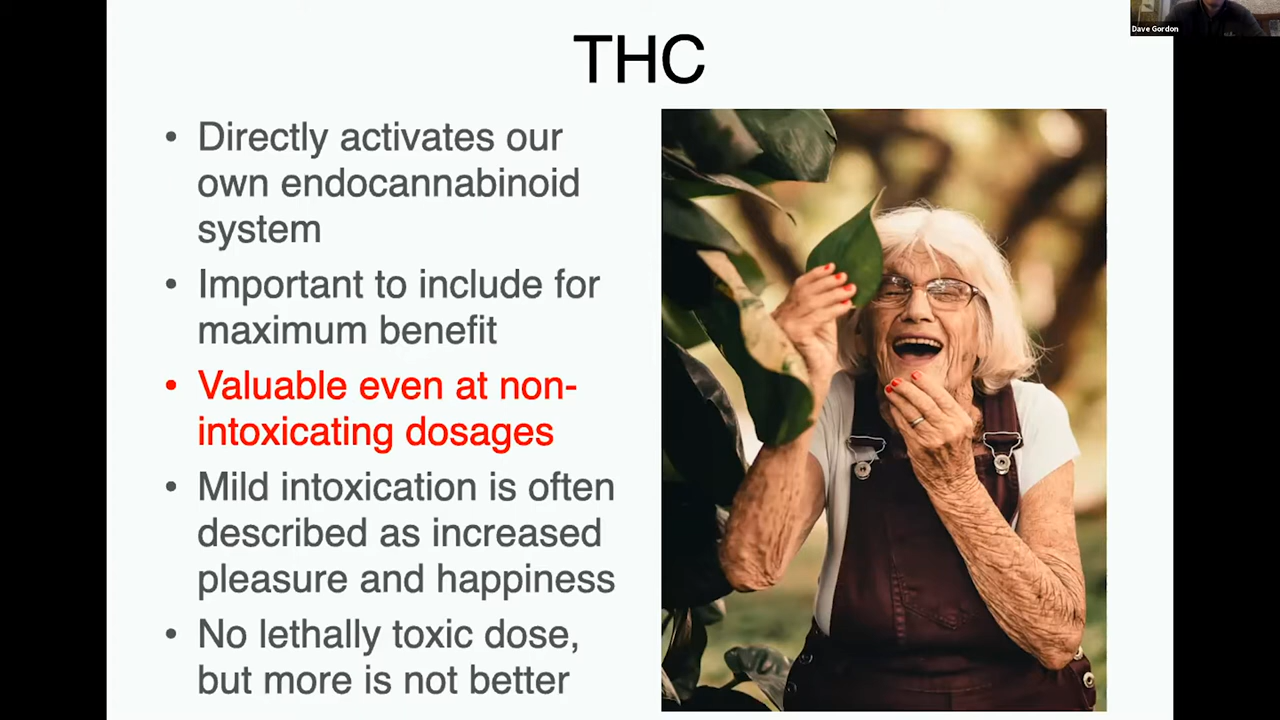 Dave Gordon
THC
• Directly activates our
own endocannabinoid
system
• Important to include for
maximum benefit
• Valuable even at non-
intoxicating dosages
• Mild intoxication is often
described as increased
pleasure and happiness
• No lethally toxic dose,
but more is not better